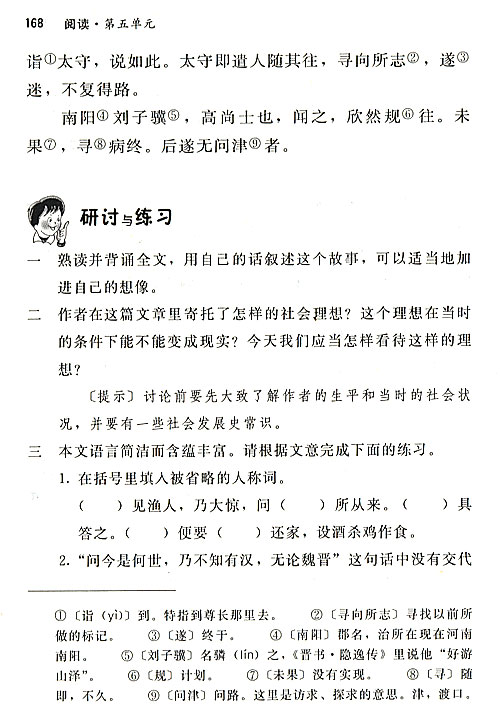 168 阅读·第五单元
诣①太守，说如此。太守即遣人随其往，寻向所志②，遂③
迷，不复得路。
南阳④刘子骥⑤，高尚士也，闻之，欣然规⑥往。未
果⑦，寻⑧病终。后遂无问津⑨者。
研讨与练习
一 熟读并背诵全文，用自己的话叙述这个故事，可以适当地加
进自己的想像。
二 作者在这篇文章里寄托了怎样的社会理想？这个理想在当时
的条件下能不能变成现实？今天我们应当怎样看待这样的理
想？
〔提示〕讨论前要先大致了解作者的生平和当时的社会状
况，并要有一些社会发展史常识。
三 本文语言简洁而含蕴丰富。请根据文意完成下面的练习。
1. 在括号里填入被省略的人称词。
（ ）见渔人，乃大惊，问（ ）所从来。（ ）具
答之。（ ）便要（ ）还家，设酒杀鸡作食。
2. “问今是何世，乃不知有汉，无论魏晋”这句话中没有交代
①〔诣（yì）〕到。特指到尊长那里去。 ②〔寻向所志〕寻找以前所
做的标记。 ③〔遂〕终于。 ④〔南阳〕郡名，治所在现在河南
南阳。 ⑤〔刘子骥〕名驎（lín）之，《晋书·隐逸传》里说他“好游
山泽”。 ⑥〔规〕计划。 ⑦〔未果〕没有实现。 ⑧〔寻〕随
即，不久。 ⑨〔问津〕问路。这里是访求、探求的意思。津，渡口。